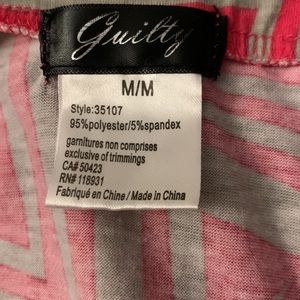 guilty
M/M
Style:35107
95%polyester/5%spandex
garnitures non comprises
exclusive of trimmings
CA# 50423
RN# 118931
Fabriqué en Chine / Made in China